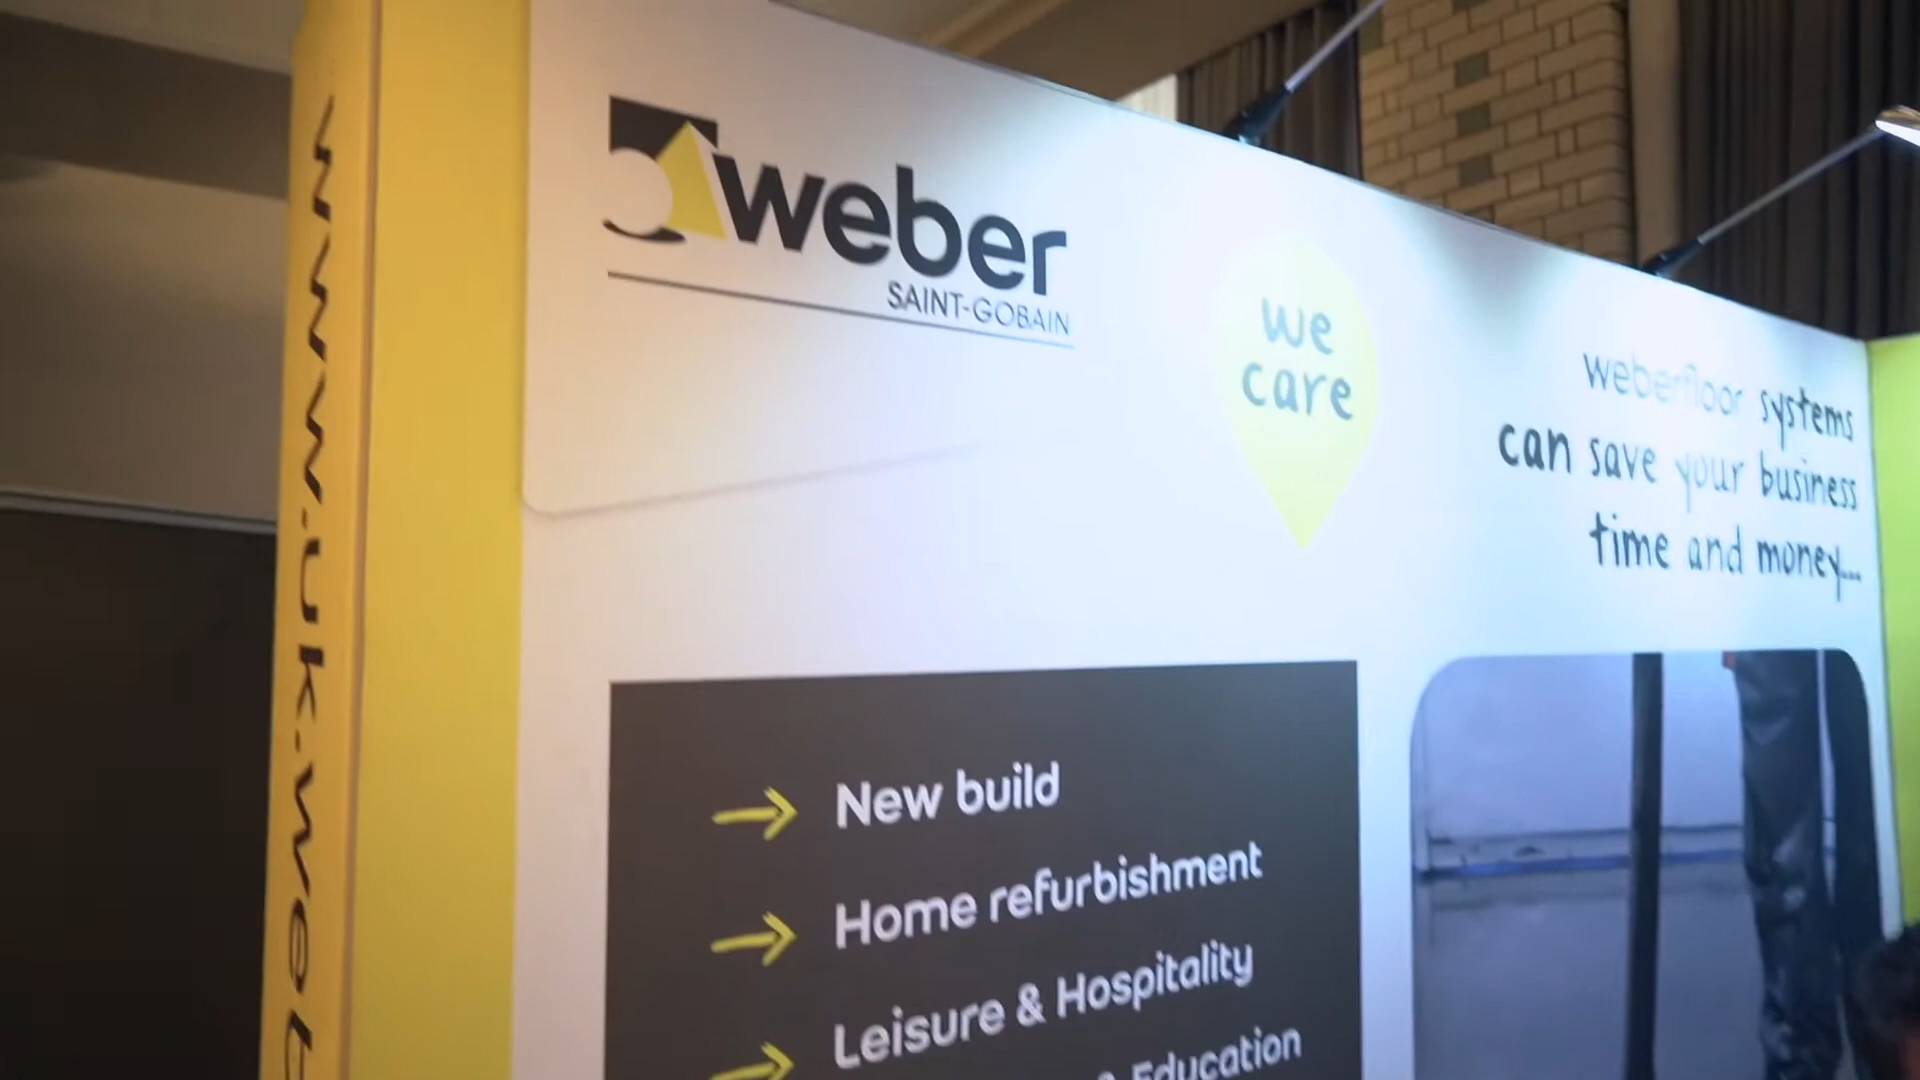 www.uk.web
weber
SAINT-GOBAIN
we
care
weberfloor systems
can save your business
time and money...
New build
Home refurbishment
Leisure & Hospitality
& Education